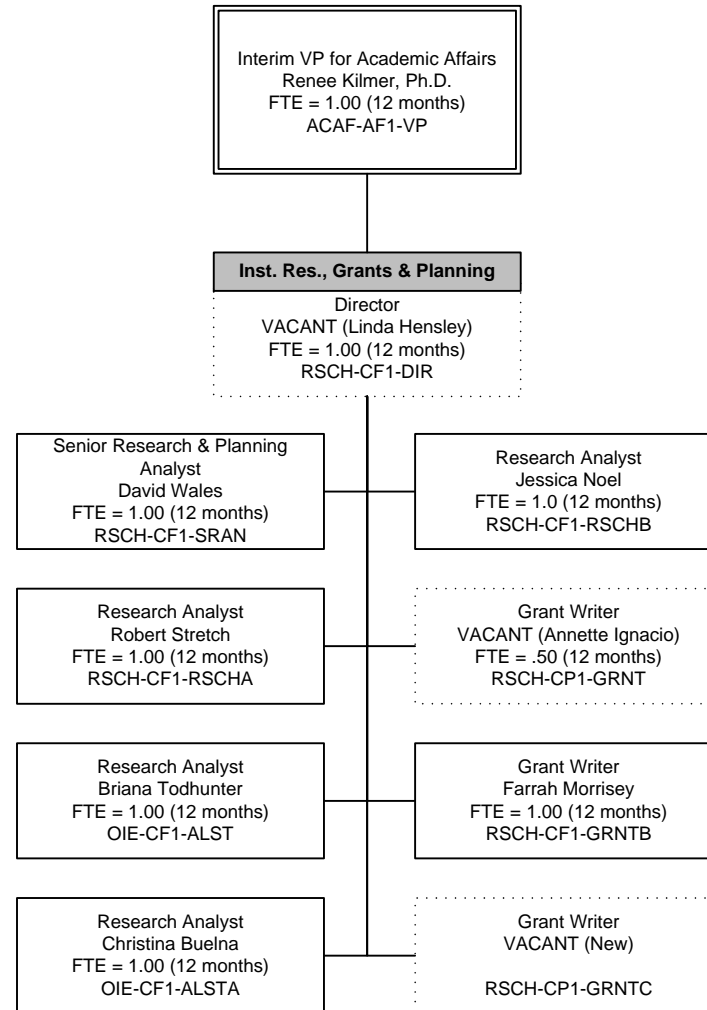 Interim VP for Academic Affairs
Renee Kilmer, Ph.D.
FTE = 1.00 (12 months)
ACAF-AF1-VP
Inst. Res., Grants & Planning
Director
VACANT (Linda Hensley)
FTE = 1.00 (12 months)
RSCH-CF1-DIR
Senior Research & Planning
Analyst
David Wales
FTE = 1.00 (12 months)
RSCH-CF1-SRAN
Research Analyst
Jessica Noel
FTE = 1.0 (12 months)
RSCH-CF1-RSCHB
Research Analyst
Robert Stretch
FTE = 1.00 (12 months)
RSCH-CF1-RSCHA
Grant Writer
VACANT (Annette Ignacio)
FTE = .50 (12 months)
RSCH-CP1-GRNT
Research Analyst
Briana Todhunter
FTE = 1.00 (12 months)
OIE-CF1-ALST
Grant Writer
Farrah Morrisey
FTE = 1.00 (12 months)
RSCH-CF1-GRNTB
Research Analyst
Christina Buelna
FTE = 1.00 (12 months)
OIE-CF1-ALSTA
Grant Writer
VACANT (New)
RSCH-CP1-GRNTC